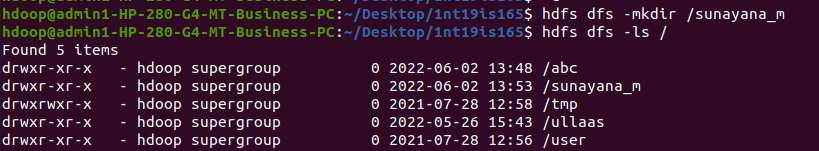 hdoop@admin1-HP-280-G4-MT-Business-PC:~/Desktop/1nt19is165$ hdfs dfs -mkdir /sunayana_m
hdoop@admin1-HP-280-G4-MT-Business-PC:~/Desktop/1nt19is165$ hdfs dfs -ls /
Found 5 items
drwxr-xr-x   - hdoop supergroup          0 2022-06-02 13:48 /abc
drwxr-xr-x   - hdoop supergroup          0 2022-06-02 13:53 /sunayana_m
drwxrwxr-x   - hdoop supergroup          0 2021-07-28 12:58 /tmp
drwxr-xr-x   - hdoop supergroup          0 2022-05-26 15:43 /ullaas
drwxr-xr-x   - hdoop supergroup          0 2021-07-28 12:56 /user